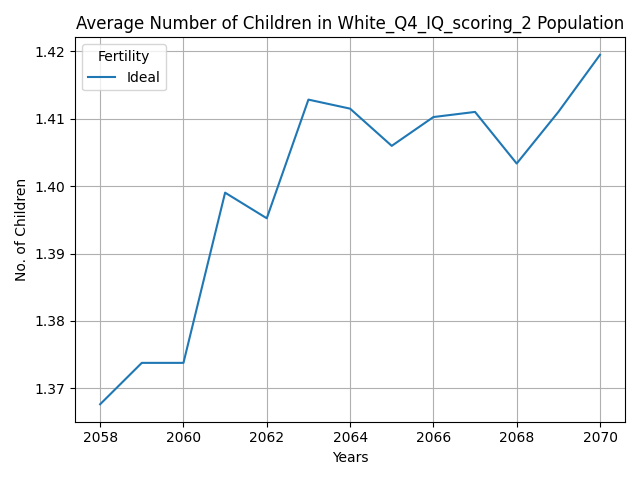 Average Number of Children in White_Q4_IQ_scoring_2 Population
Fertility
Ideal
1.42
1.41
1.40
1.39
1.38
1.37
No. of Children
2058 2060 2062 2064 2066 2068 2070
Years